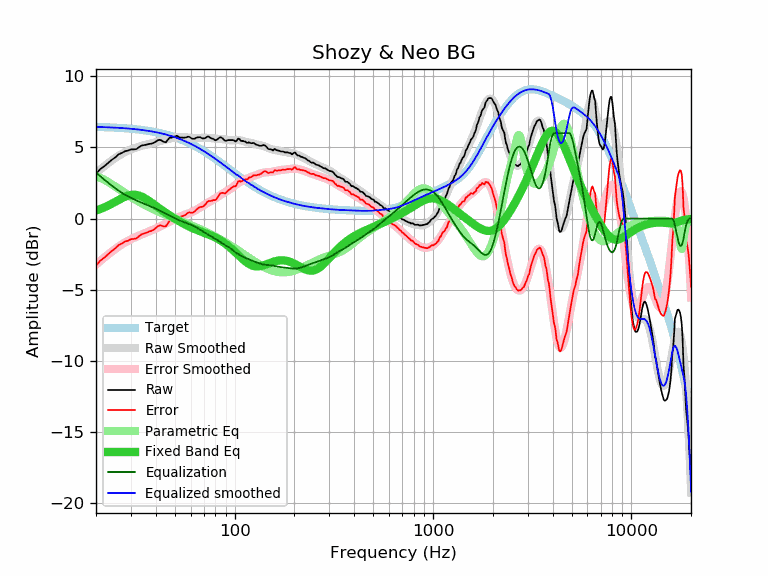 Shozy & Neo BG
Amplitude (dBr)
10
5
0
−5
−10
−15
−20
Target
Raw Smoothed
Error Smoothed
Raw
Error
Parametric Eq
Fixed Band Eq
Equalization
Equalized smoothed
100
1000
10000
Frequency (Hz)